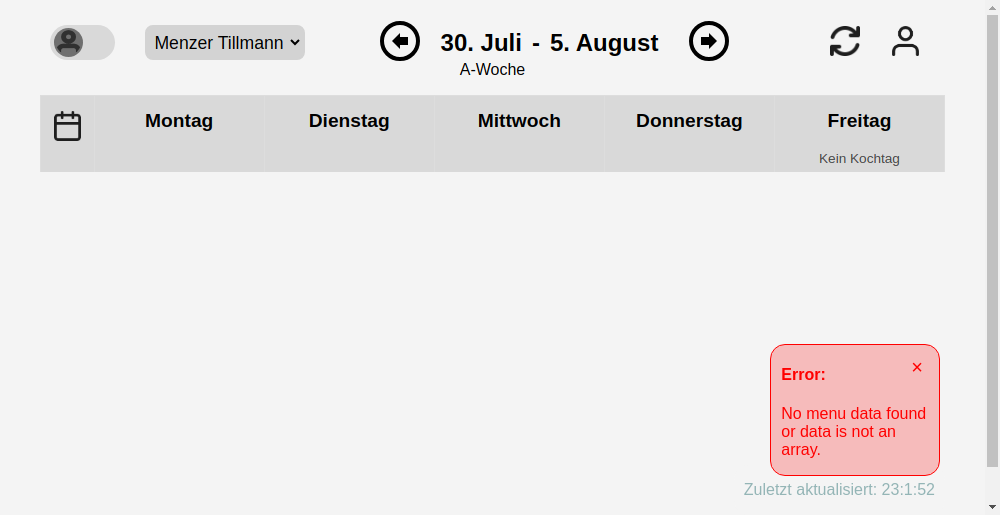 Menzer Tillmann
30. Juli - 5. August
A-Woche
Montag Dienstag Mittwoch Donnerstag Freitag
Kein Kochtag
Error:
×
No menu data found
or data is not an
array.
Zuletzt aktualisiert: 23:1:52